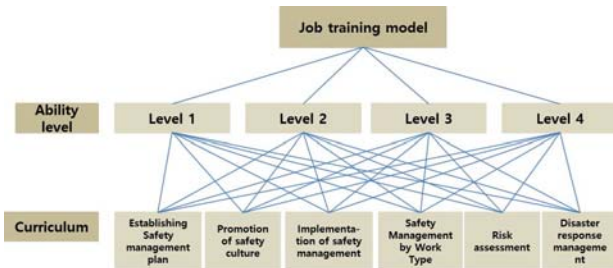 Job training model
Ability
level
Level 1
Level 2
Level 3
Level 4
Curriculum
Establishing
Safety
management
plan
Promotion
of safety
culture
Implementa-
tion of safety
management
Safety
Management
by Work
Type
Risk
assessment
Disaster
response
manageme
nt